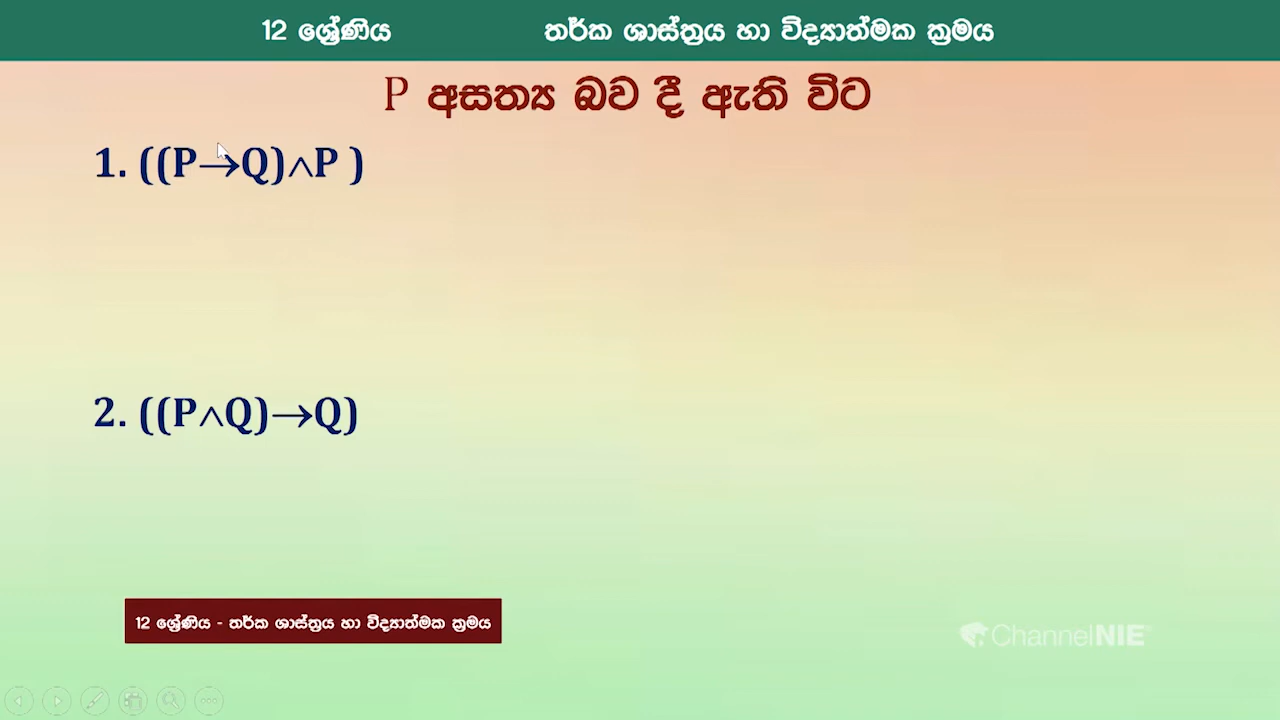 12 ශ්‍රේණිය තර්ක ශාස්ත්‍රය හා විද්‍යාත්මක ක්‍රමය
P අසත්‍ය බව දී ඇති විට
1. ((P→Q)∧P )
2. ((P∧Q)→Q)
12 ශ්‍රේණිය - තර්ක ශාස්ත්‍රය හා විද්‍යාත්මක ක්‍රමය
ChannelNIE